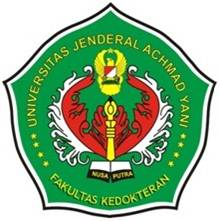 UNIVERSITAS JENDERAL ACHMAD YANI
NUSA PUTRA
FAKULTAS KEDOKTERAN